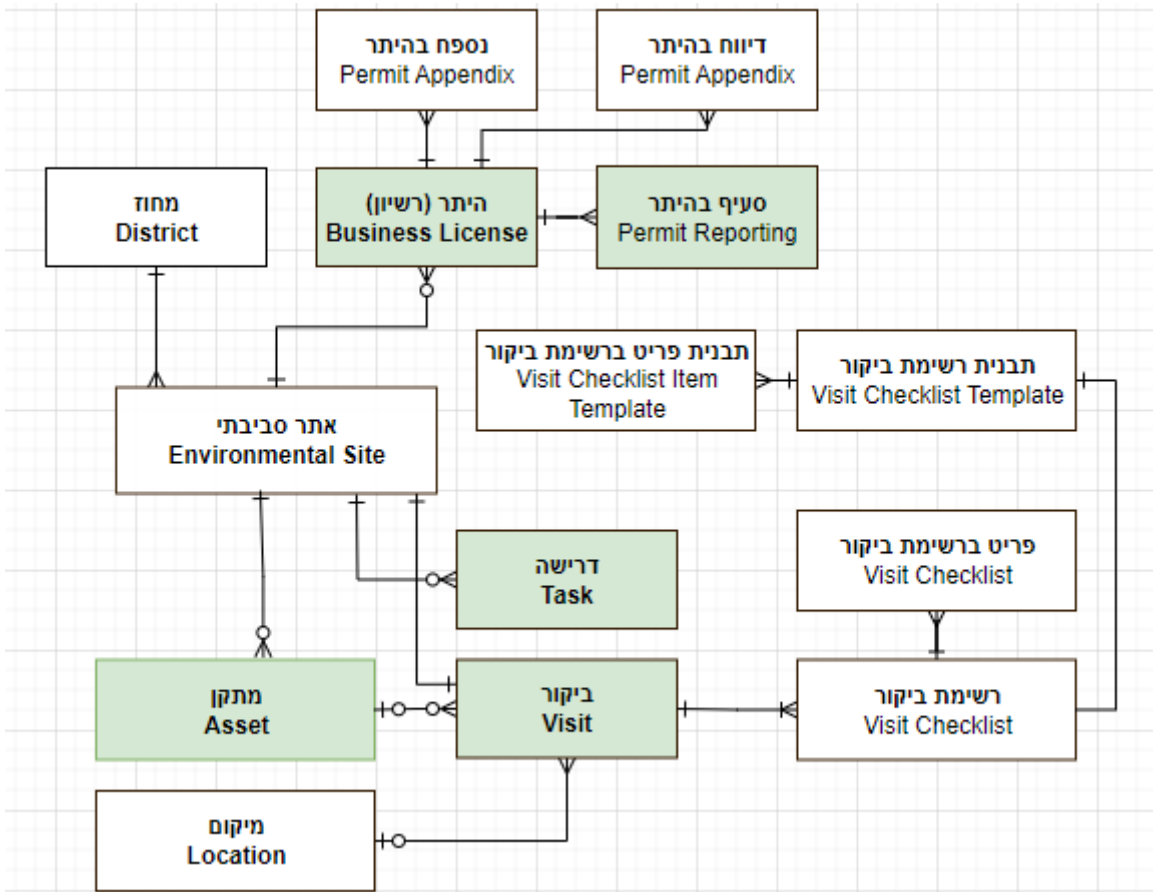 נספח בהיתר
Permit Appendix
דיווח בהיתר
Permit Appendix
מחוז
District
היתר (רשיון)
Business License
סעיף בהיתר
Permit Reporting
תבנית פריט ברשימת ביקור
Visit Checklist Item
Template
תבנית רשימת ביקור
Visit Checklist Template
אתר סביבתי
Environmental Site
דרישה
Task
פריט ברשימת ביקור
Visit Checklist
מתקן
Asset
ביקור
Visit
רשימת ביקור
Visit Checklist
מיקום
Location